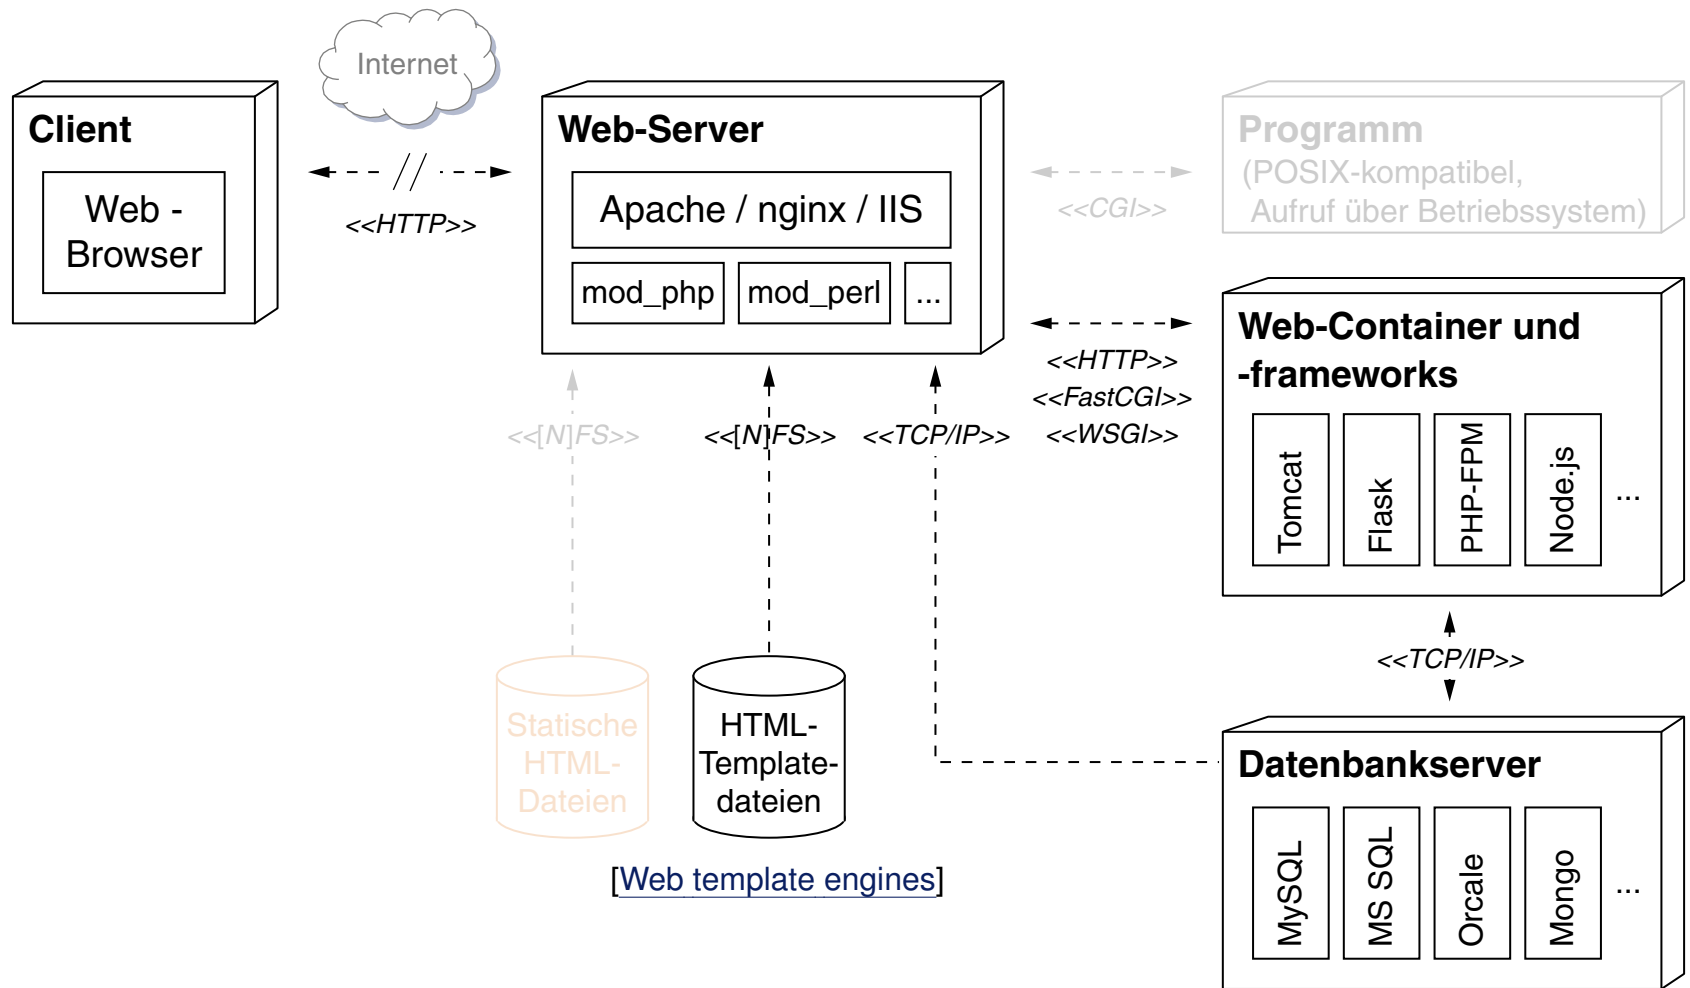 Internet
Client
Web -
Browser
<<HTTP>>
Web-Server
Apache / nginx / IIS
mod_php
mod_perl
...
<<CGI>>
Programm
(POSIX-kompatibel,
Aufruf über Betriebssystem)
<<HTTP>>
<<FastCGI>>
<<WSGI>>
Web-Container und
-frameworks
Tomcat
Flask
PHP-FPM
Node.js
...
<<[N]FS>>
<<[N]FS>>
<<TCP/IP>>
<<TCP/IP>>
Statische
HTML-
Dateien
HTML-
Template-
dateien
[Web template engines]
Datenbankserver
MySQL
MS SQL
Orcale
Mongo
...